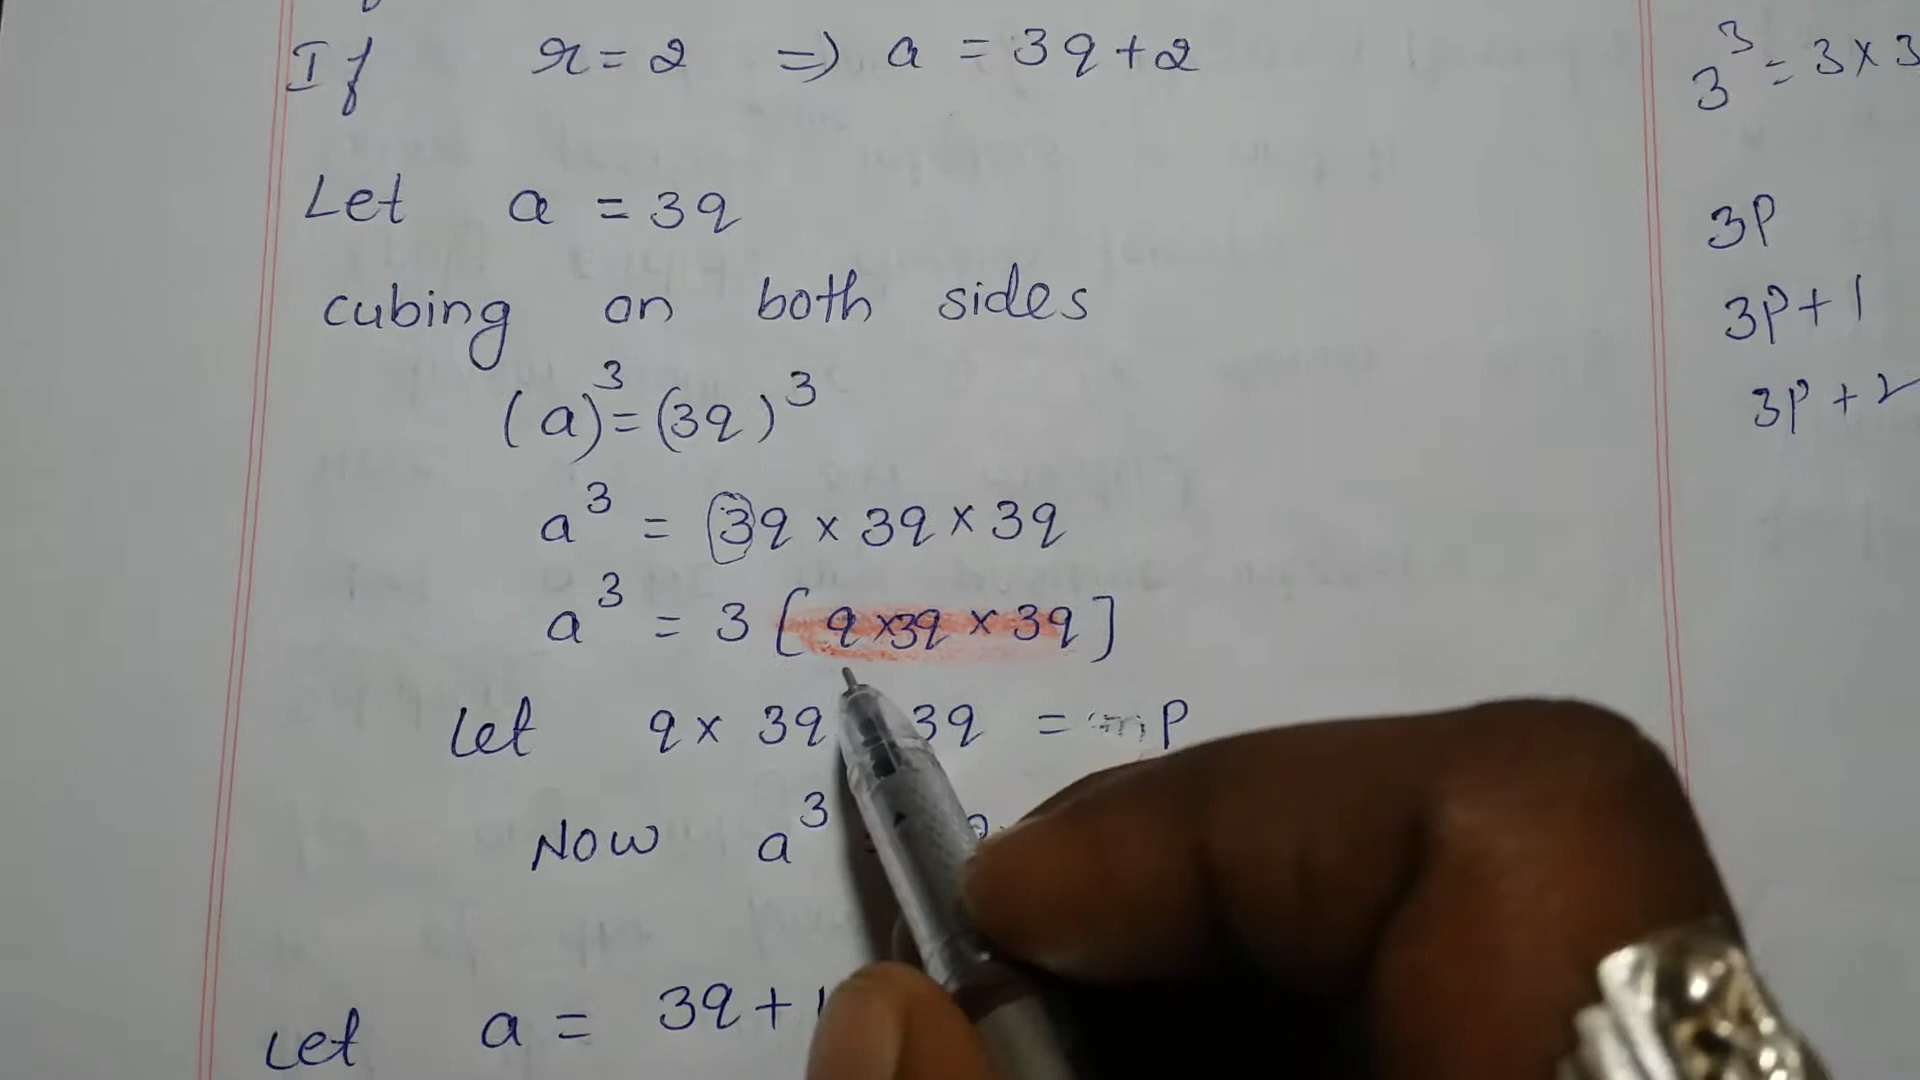 If r=2 => a = 3q+2
Let a = 3q
cubing on both sides
(a)³=(3q)³
a³ = 3q × 3q × 3q
a³ = 3 [q×3q × 3q]
Let q× 3q 3q = P
Now a³
Let a = 3q+1
3³ = 3×3
3P
3P+1
3P+2